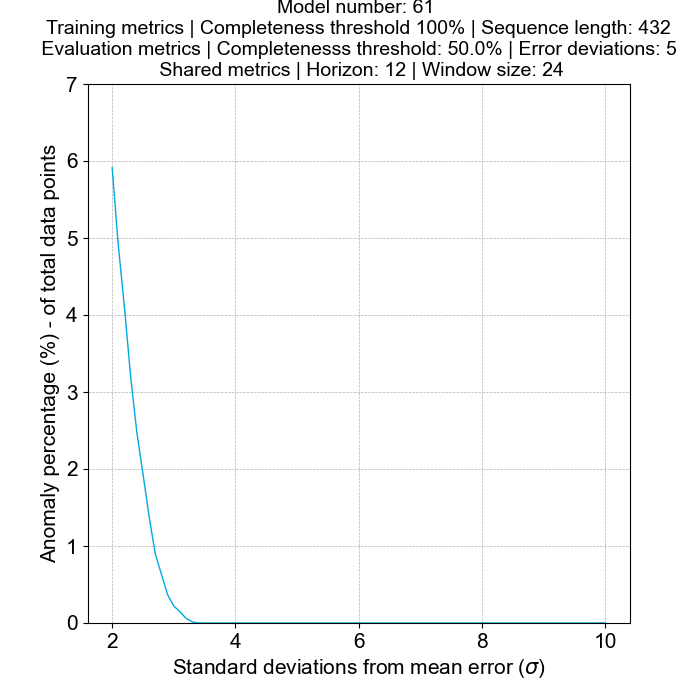 Model number: 61
Training metrics | Completeness threshold 100% | Sequence length: 432
Evaluation metrics | Completenesss threshold: 50.0% | Error deviations: 5
Shared metrics | Horizon: 12 | Window size: 24
7
6
5
4
3
2
1
0
Anomaly percentage (%) - of total data points
2 4 6 8 10
Standard deviations from mean error (σ)